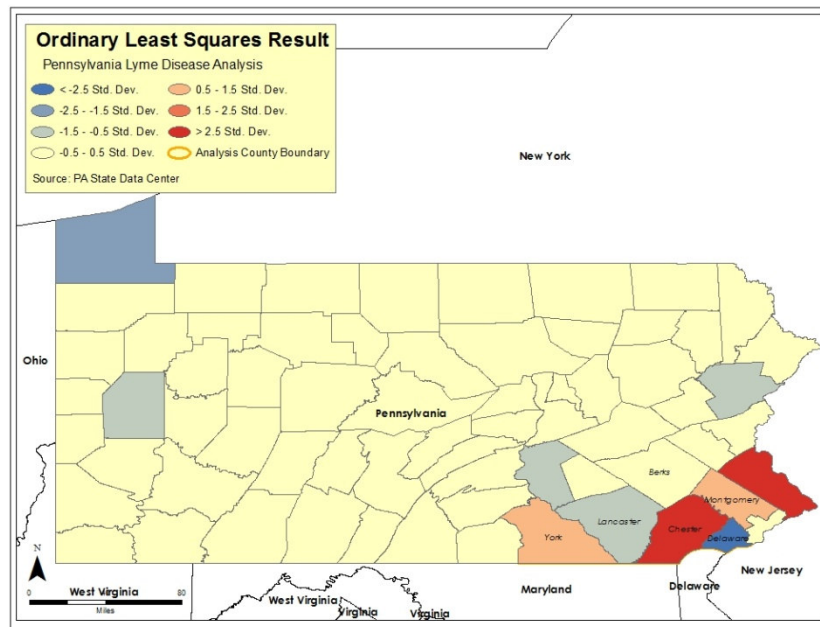 Ordinary Least Squares Result
Pennsylvania Lyme Disease Analysis
< -2.5 Std. Dev.
-2.5 - -1.5 Std. Dev.
-1.5 - -0.5 Std. Dev.
-0.5 - 0.5 Std. Dev.
0.5 - 1.5 Std. Dev.
1.5 - 2.5 Std. Dev.
> 2.5 Std. Dev.
Analysis County Boundary
Source: PA State Data Center
New York
Ohio
Pennsylvania
Berks
Montgomery
York
Lancaster
Chester
Delaware
N
West Virginia
0
80
Miles
West Virginia
Virginia
Virginia
Maryland
Delaware
New Jersey